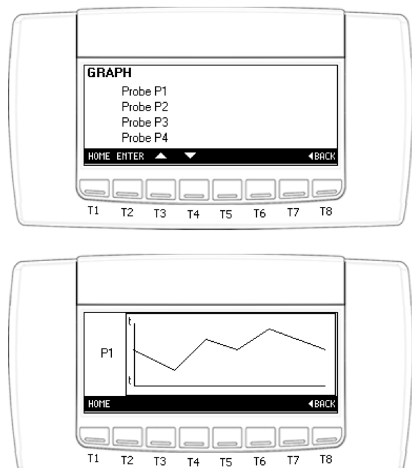 GRAPH
Probe P1
Probe P2
Probe P3
Probe P4
HOME ENTER ▲ ▼ ◀BACK
T1 T2 T3 T4 T5 T6 T7 T8
t
P1
t
HOME ◀BACK
T1 T2 T3 T4 T5 T6 T7 T8